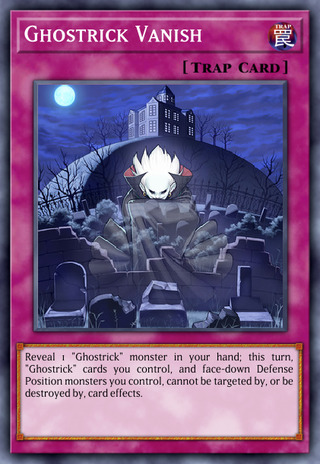 Ghostrick Vanish
TRAP
罠
[Trap Card]
Reveal 1 "Ghostrick" monster in your hand; this turn,
"Ghostrick" cards you control, and face-down Defense
Position monsters you control, cannot be targeted by, or be
destroyed by, card effects.